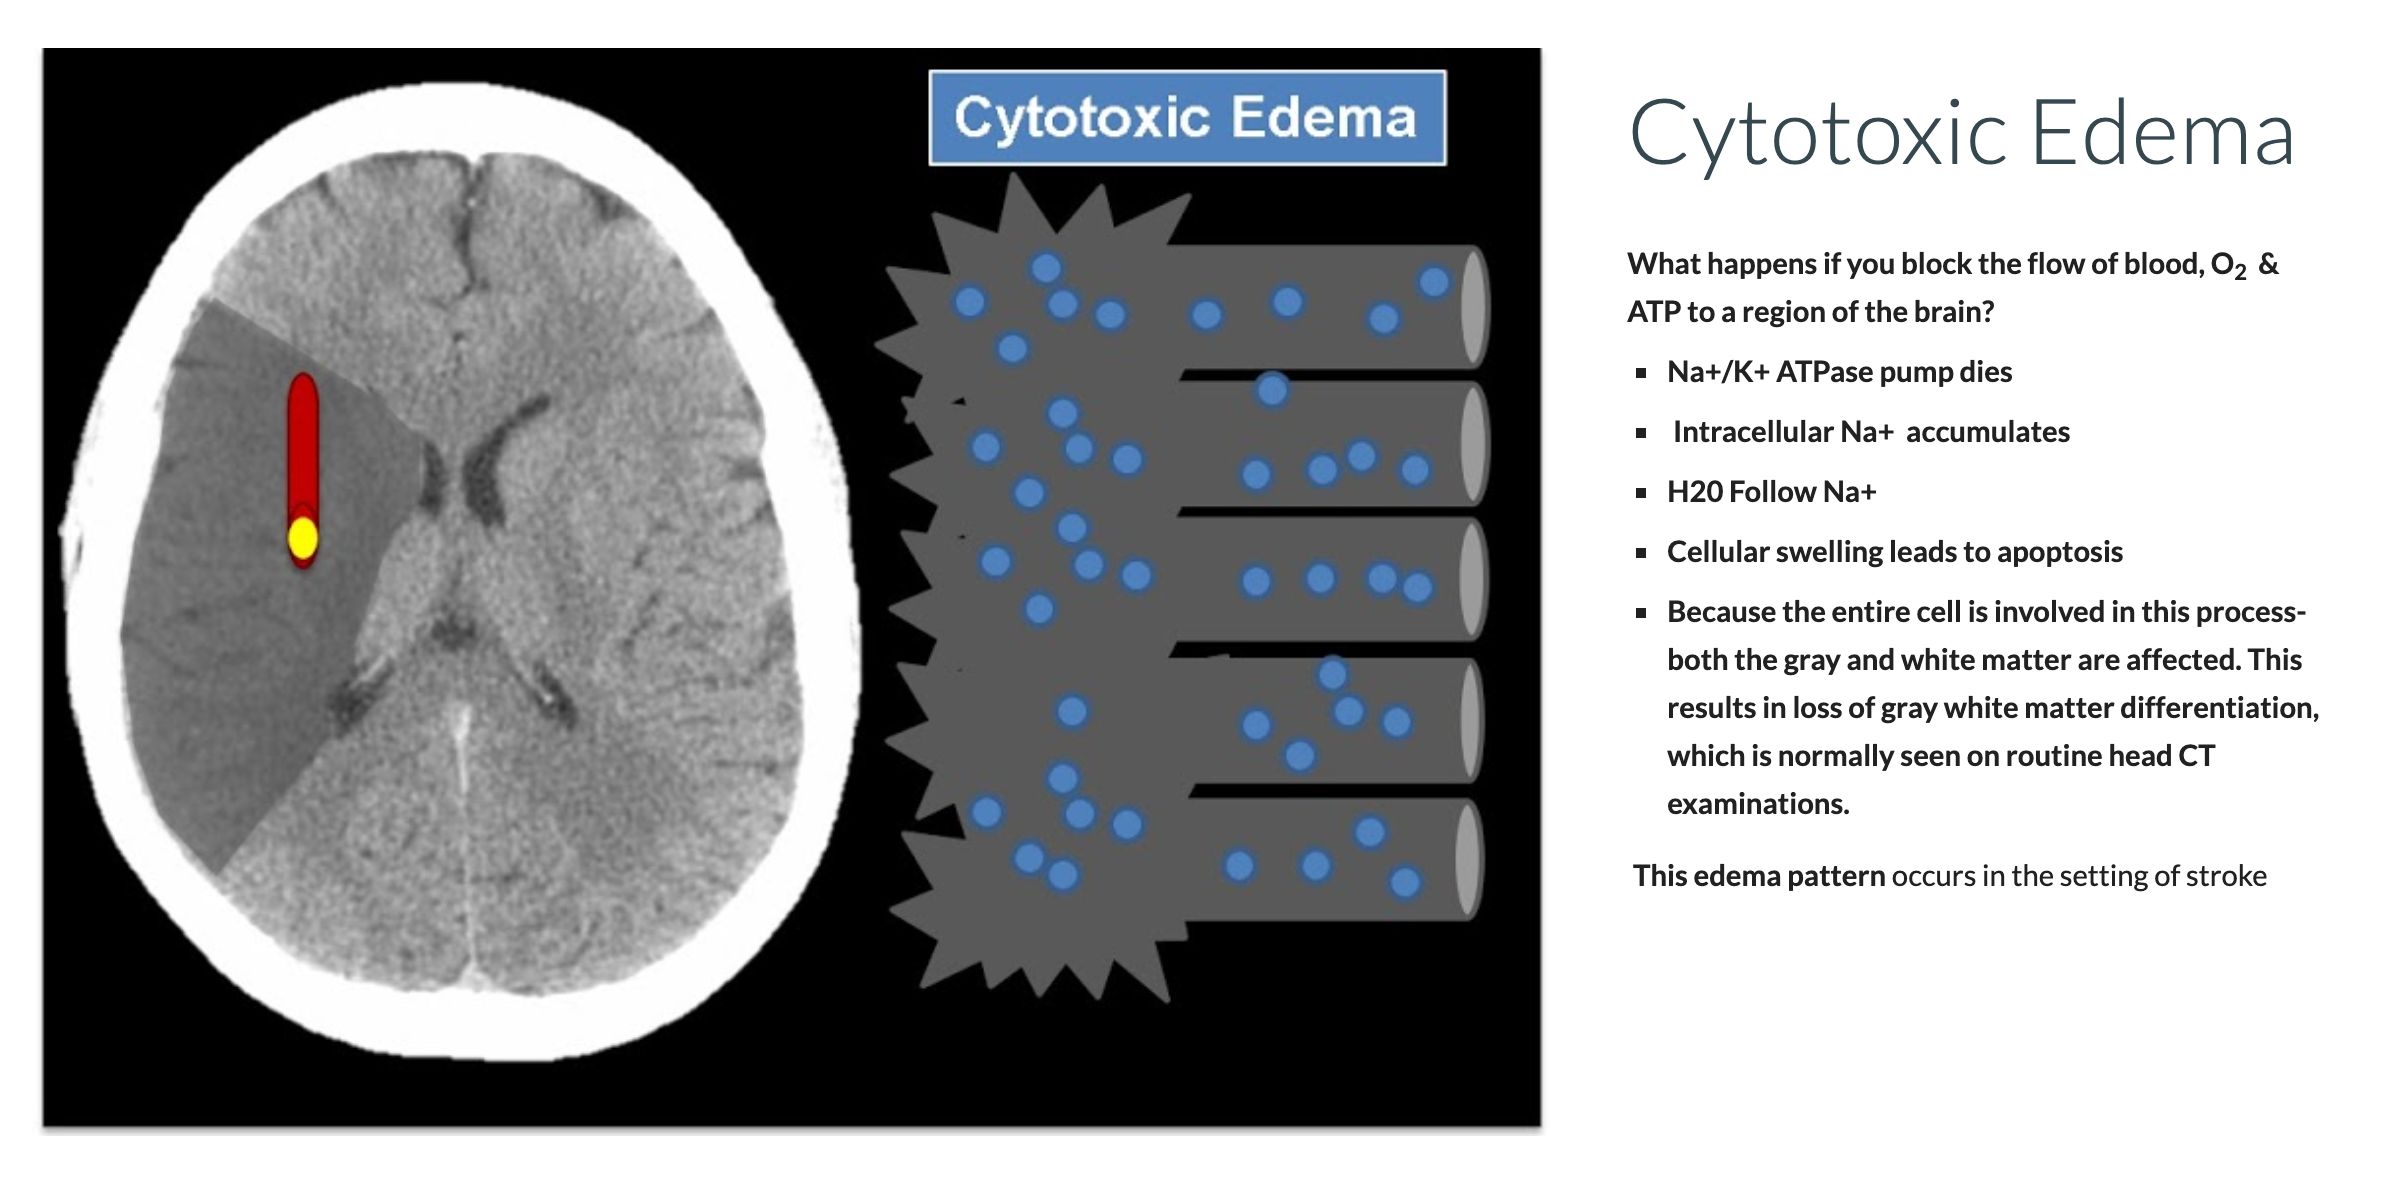 Cytotoxic Edema
Cytotoxic Edema
What happens if you block the flow of blood, O₂ &
ATP to a region of the brain?
▪ Na+/K+ ATPase pump dies
▪ Intracellular Na+ accumulates
▪ H20 Follow Na+
▪ Cellular swelling leads to apoptosis
▪ Because the entire cell is involved in this process-
both the gray and white matter are affected. This
results in loss of gray white matter differentiation,
which is normally seen on routine head CT
examinations.
This edema pattern occurs in the setting of stroke